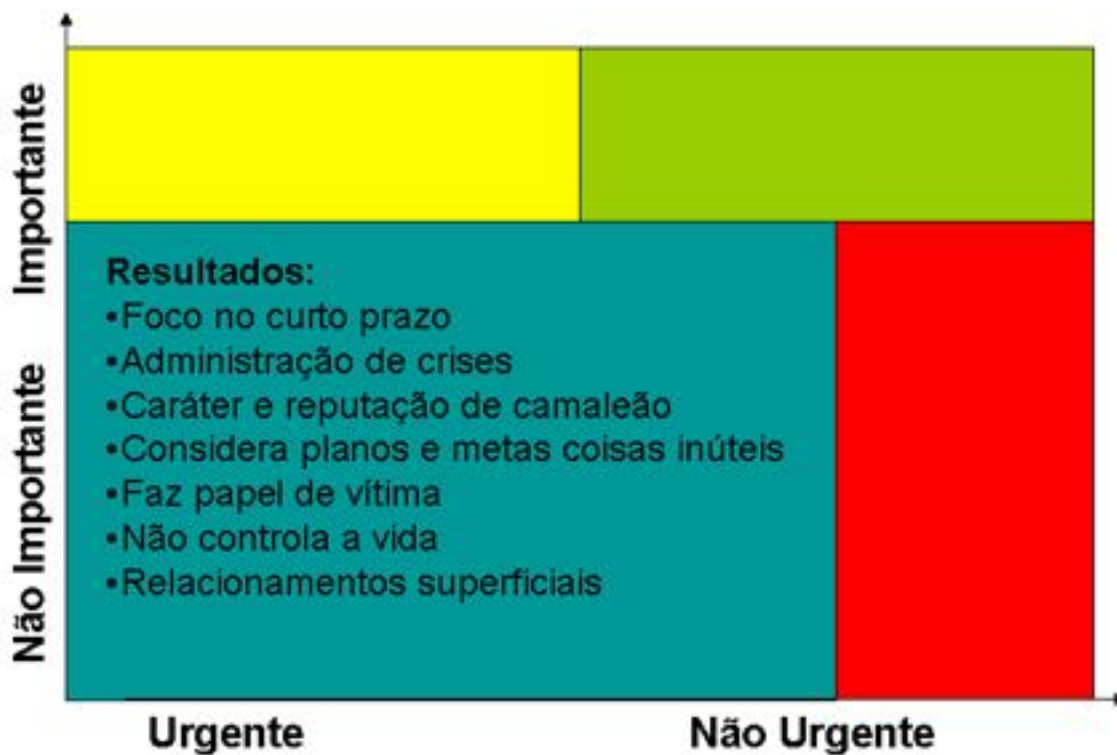 Importante
Não Importante
Resultados:
•Foco no curto prazo
•Administração de crises
•Caráter e reputação de camaleão
•Considera planos e metas coisas inúteis
•Faz papel de vítima
•Não controla a vida
•Relacionamentos superficiais
Urgente
Não Urgente